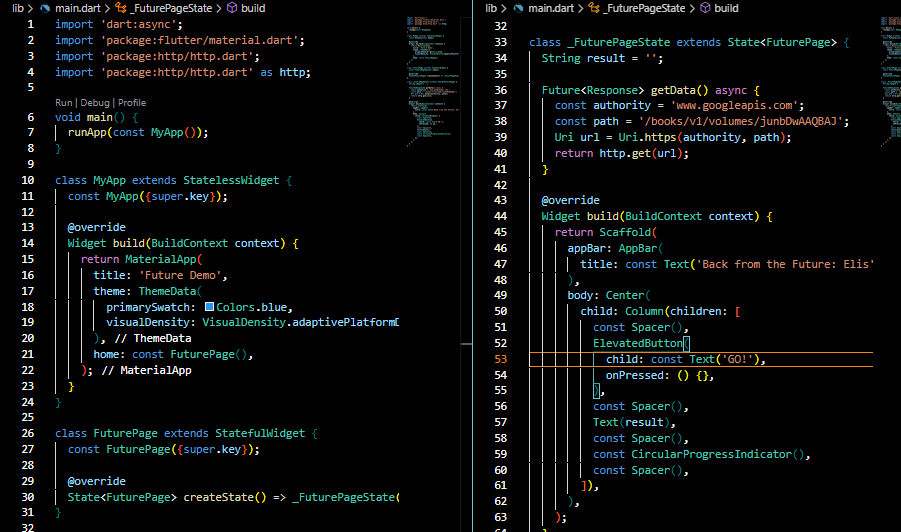 lib > main.dart > _FuturePageState > build
1 import 'dart:async';
2 import 'package:flutter/material.dart';
3 import 'package:http/http.dart';
4 import 'package:http/http.dart' as http;
5
Run | Debug | Profile
6 void main() {
7 runApp(const MyApp());
8 }
9
10 class MyApp extends StatelessWidget {
11 const MyApp({super.key});
12
13 @override
14 Widget build(BuildContext context) {
15 return MaterialApp(
16 title: 'Future Demo',
17 theme: ThemeData(
18 primarySwatch: Colors.blue,
19 visualDensity: VisualDensity.adaptivePlatformD
20 ), // ThemeData
21 home: const FuturePage(),
22 ); // MaterialApp
23 }
24 }
25
26 class FuturePage extends StatefulWidget {
27 const FuturePage({super.key});
28
29 @override
30 State<FuturePage> createState() => _FuturePageState(
31 }
32
lib > main.dart > _FuturePageState > build
32
33 class _FuturePageState extends State<FuturePage> {
34 String result = '';
35
36 Future<Response> getData() async {
37 const authority = 'www.googleapis.com';
38 const path = '/books/v1/volumes/junbDwAAQBAJ';
39 Uri url = Uri.https(authority, path);
40 return http.get(url);
41 }
42
43 @override
44 Widget build(BuildContext context) {
45 return Scaffold(
46 appBar: AppBar(
47 title: const Text('Back from the Future: Elis'
48 ),
49 body: Center(
50 child: Column(children: [
51 const Spacer(),
52 ElevatedButton(
53 child: const Text('GO!'),
54 onPressed: () {},
55 ),
56 const Spacer(),
57 Text(result),
58 const Spacer(),
59 const CircularProgressIndicator(),
60 const Spacer(),
61 ]),
62 ),
63 );
64 }